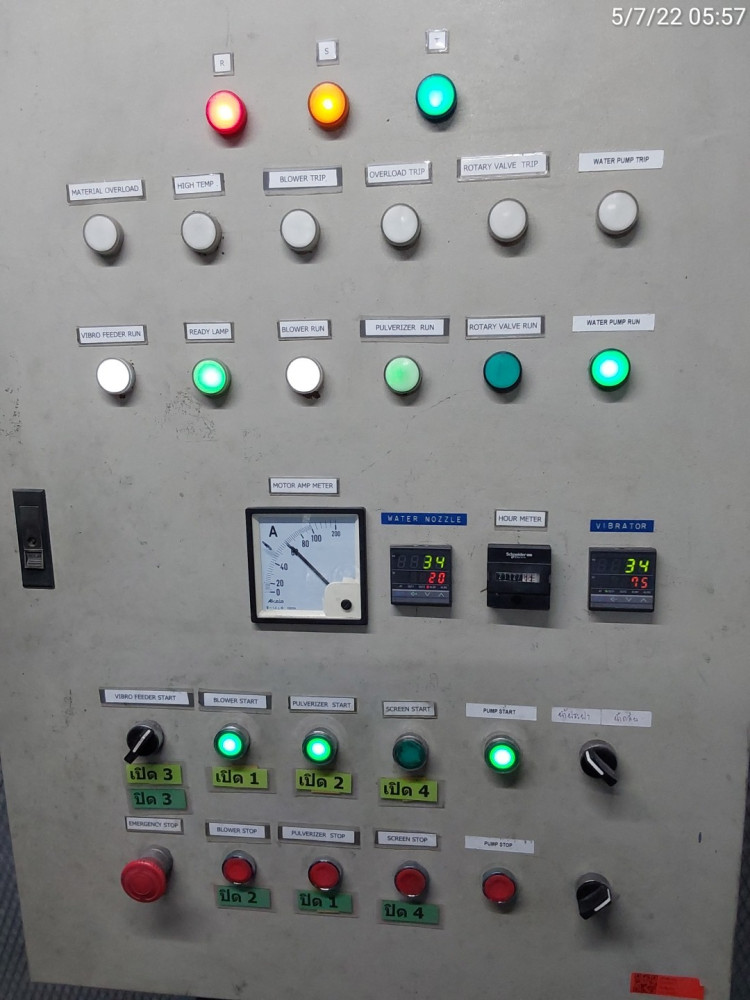 5/7/22 05:57
R
S
T
MATERIAL OVERLOAD
HIGH TEMP
BLOWER TRIP
OVERLOAD TRIP
ROTARY VALVE TRIP
WATER PUMP TRIP
VIBRO FEEDER RUN
READY LAMP
BLOWER RUN
PULVERIZER RUN
ROTARY VALVE RUN
WATER PUMP RUN
MOTOR AMP METER
WATER NOZZLE
HOUR METER
VIBRATOR
A
0
20
40
60
80
100
200
34
20
Schneider
34
75
VIBRO FEEDER START
BLOWER START
PULVERIZER START
SCREEN START
PUMP START
เปิด 3
เปิด 1
เปิด 2
เปิด 4
ปิด 3
EMERGENCY STOP
BLOWER STOP
PULVERIZER STOP
SCREEN STOP
PUMP STOP
ปิด 2
ปิด 1
ปิด 4